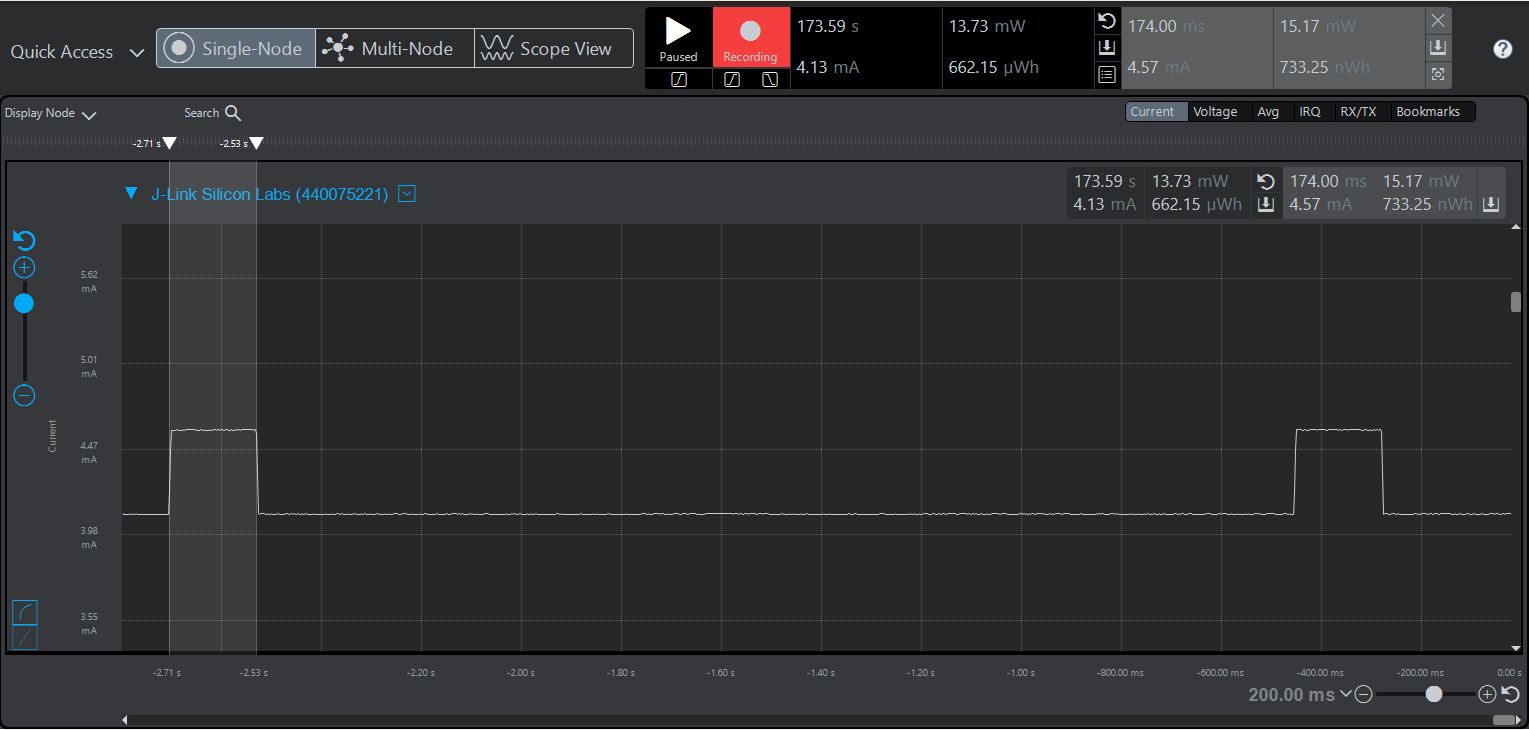 Quick Access
Single-Node
Multi-Node
Scope View
Paused
Recording
173.59 s
13.73 mW
4.13 mA
662.15 µWh
174.00 ms
15.17 mW
4.57 mA
733.25 nWh
?
Display Node
Search
Current
Voltage
Avg
IRQ
RX/TX
Bookmarks
-2.71 s
-2.53 s
J-Link Silicon Labs (440075221)
173.59 s
13.73 mW
4.13 mA
662.15 µWh
174.00 ms
15.17 mW
4.57 mA
733.25 nWh
5.62
mA
5.01
mA
Current
4.47
mA
3.98
mA
3.55
mA
-2.71 s
-2.53 s
-2.20 s
-2.00 s
-1.80 s
-1.60 s
-1.40 s
-1.20 s
-1.00 s
-800.00 ms
-600.00 ms
-400.00 ms
-200.00 ms
0.00 s
200.00 ms